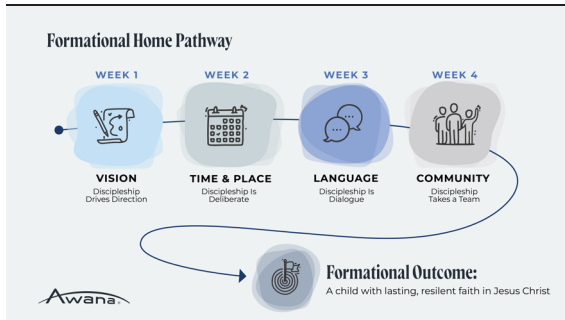 Formational Home Pathway
WEEK 1
WEEK 2
WEEK 3
WEEK 4
VISION
Discipleship
Drives Direction
TIME & PLACE
Discipleship Is
Deliberate
LANGUAGE
Discipleship Is
Dialogue
COMMUNITY
Discipleship
Takes a Team
Formational Outcome:
A child with lasting, resilent faith in Jesus Christ
Awana®